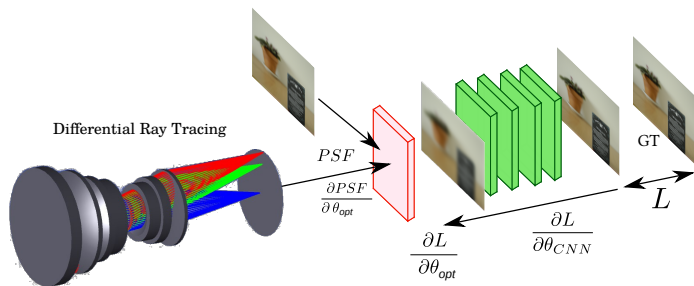 Differential Ray Tracing
PSF
∂PSF
∂θ_opt
GT
L
∂L
∂θ_opt
∂L
∂θ_CNN